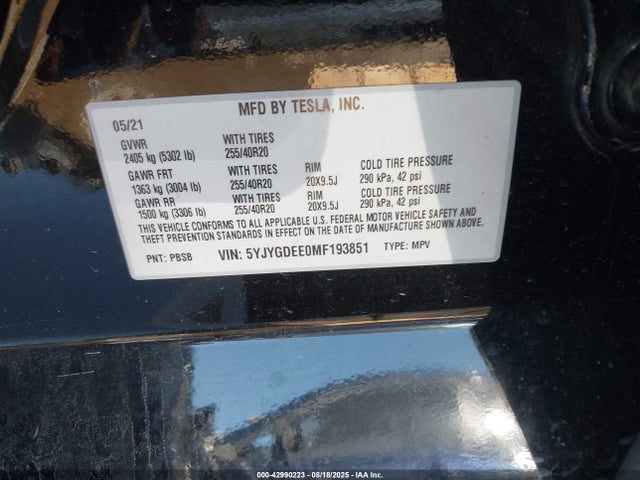 MFD BY TESLA, INC.
05/21
GVWR WITH TIRES
2405 kg (5302 lb) 255/40R20
GAWR FRT WITH TIRES RIM COLD TIRE PRESSURE
1363 kg (3004 lb) 255/40R20 20X9.5J 290 kPa, 42 psi
GAWR RR WITH TIRES RIM COLD TIRE PRESSURE
1500 kg (3306 lb) 255/40R20 20X9.5J 290 kPa, 42 psi
THIS VEHICLE CONFORMS TO ALL APPLICABLE U.S. FEDERAL MOTOR VEHICLE SAFETY AND
THEFT PREVENTION STANDARDS IN EFFECT ON THE DATE OF MANUFACTURE SHOWN ABOVE.
PNT: PBSB VIN: 5YJYGDEE0MF193851 TYPE: MPV
000-42990223 - 08/18/2025 - IAA Inc.